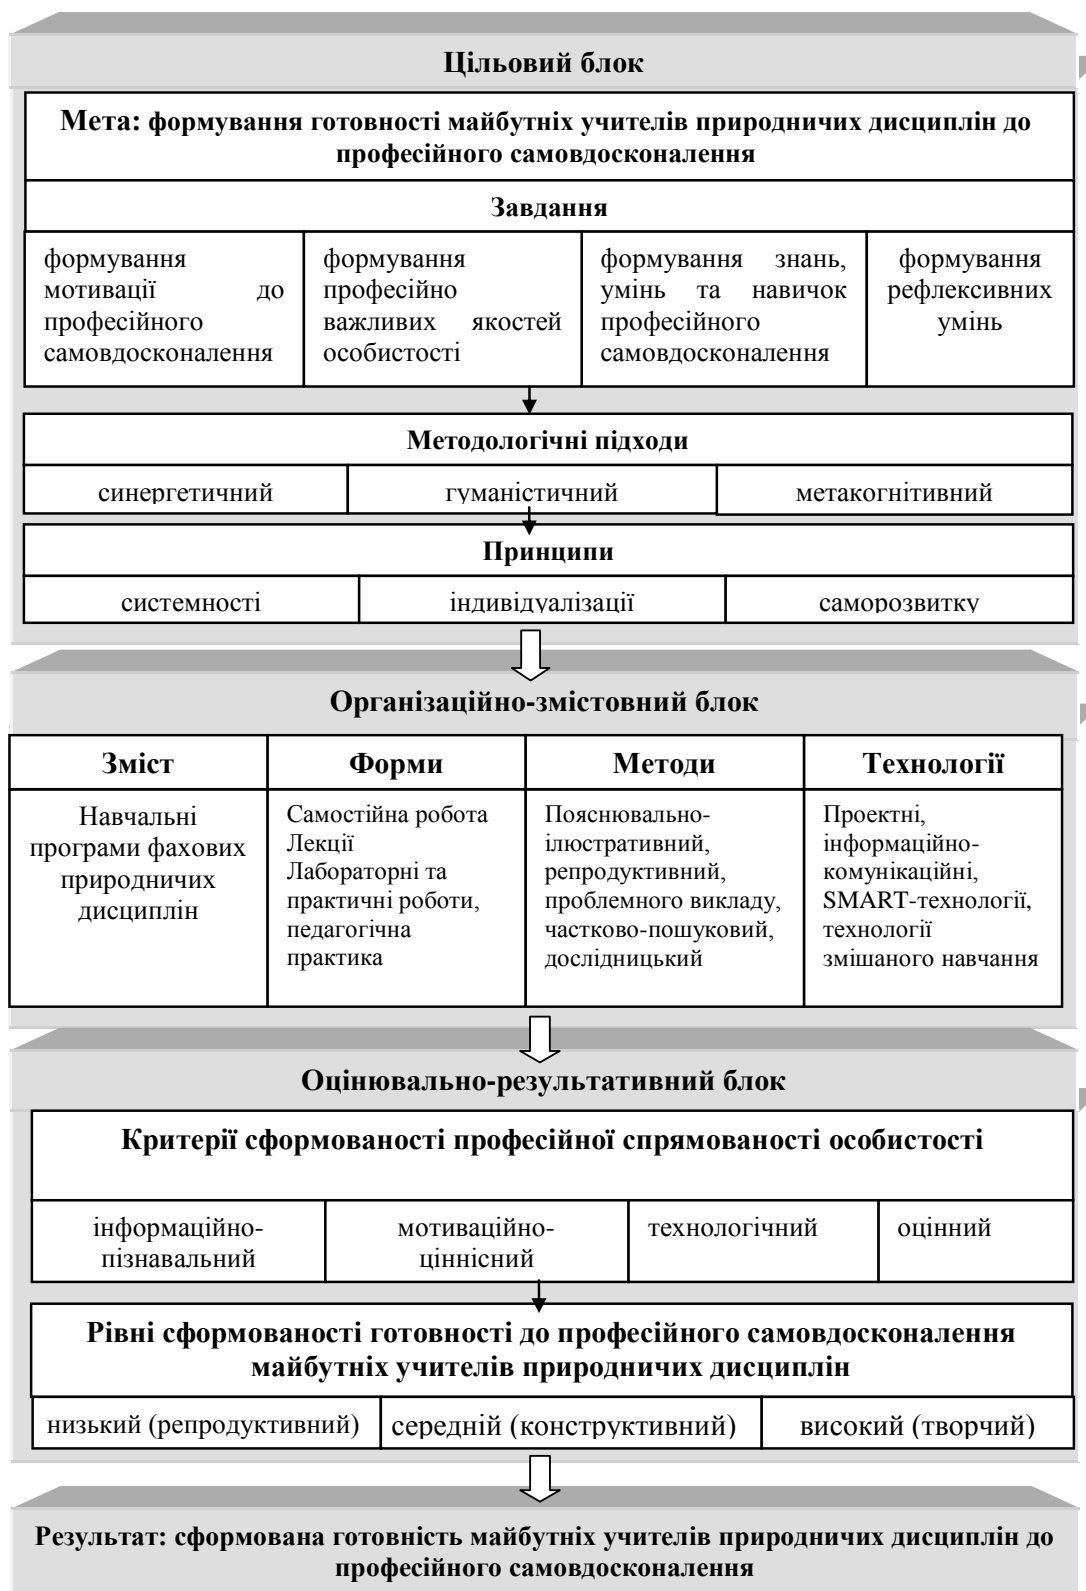 Цільовий блок
Мета: формування готовності майбутніх учителів природничих дисциплін до
професійного самовдосконалення
Завдання
формування
мотивації до
професійного
самовдосконалення
формування
професійно
важливих якостей
особистості
формування знань,
умінь та навичок
професійного
самовдосконалення
формування
рефлексивних
умінь
Методологічні підходи
синергетичний
гуманістичний
метакогнітивний
Принципи
системності
індивідуалізації
саморозвитку
Організаційно-змістовний блок
Зміст
Форми
Методи
Технології
Навчальні
програми фахових
природничих
дисциплін
Самостійна робота
Лекції
Лабораторні та
практичні роботи,
педагогічна
практика
Пояснювально-
ілюстративний,
репродуктивний,
проблемного викладу,
частково-пошуковий,
дослідницький
Проектні,
інформаційно-
комунікаційні,
SMART-технології,
технології
змішаного навчання
Оцінювально-результативний блок
Критерії сформованості професійної спрямованості особистості
інформаційно-
пізнавальний
мотиваційно-
ціннісний
технологічний
оцінний
Рівні сформованості готовності до професійного самовдосконалення
майбутніх учителів природничих дисциплін
низький (репродуктивний)
середній (конструктивний)
високий (творчий)
Результат: сформована готовність майбутніх учителів природничих дисциплін до
професійного самовдосконалення